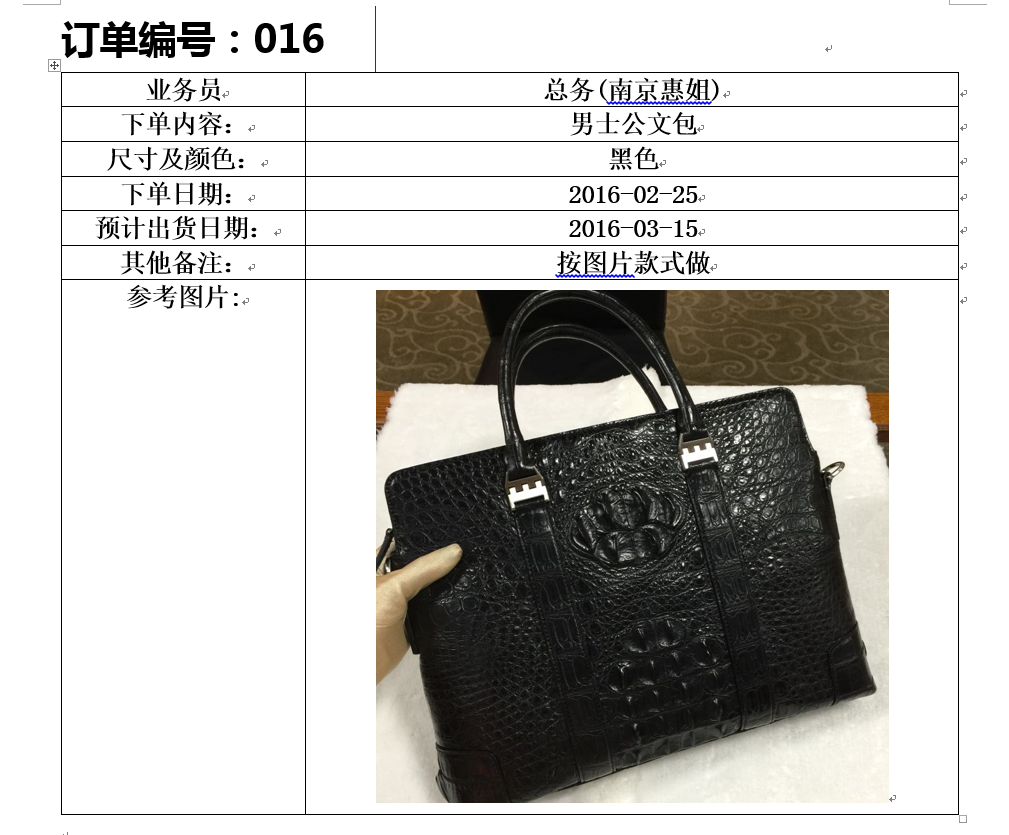 订单编号：016
业务员 总务(南京惠姐)
下单内容： 男士公文包
尺寸及颜色： 黑色
下单日期： 2016-02-25
预计出货日期： 2016-03-15
其他备注： 按图片款式做
参考图片: